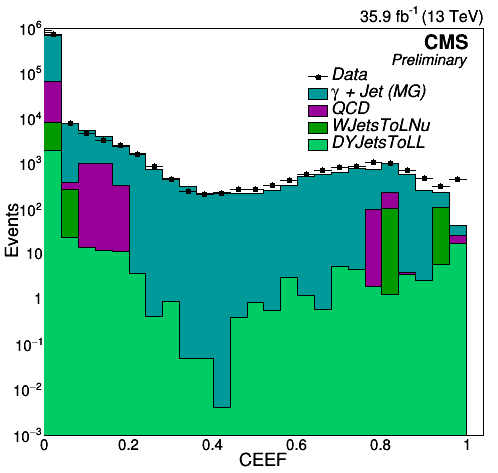 35.9 fb⁻¹ (13 TeV)
CMS
Preliminary
Data
γ + Jet (MG)
QCD
WJetsToLNu
DYJetsToLL
Events
10⁶
10⁵
10⁴
10³
10²
10
1
10⁻¹
10⁻²
10⁻³
0 0.2 0.4 0.6 0.8 1
CEEF